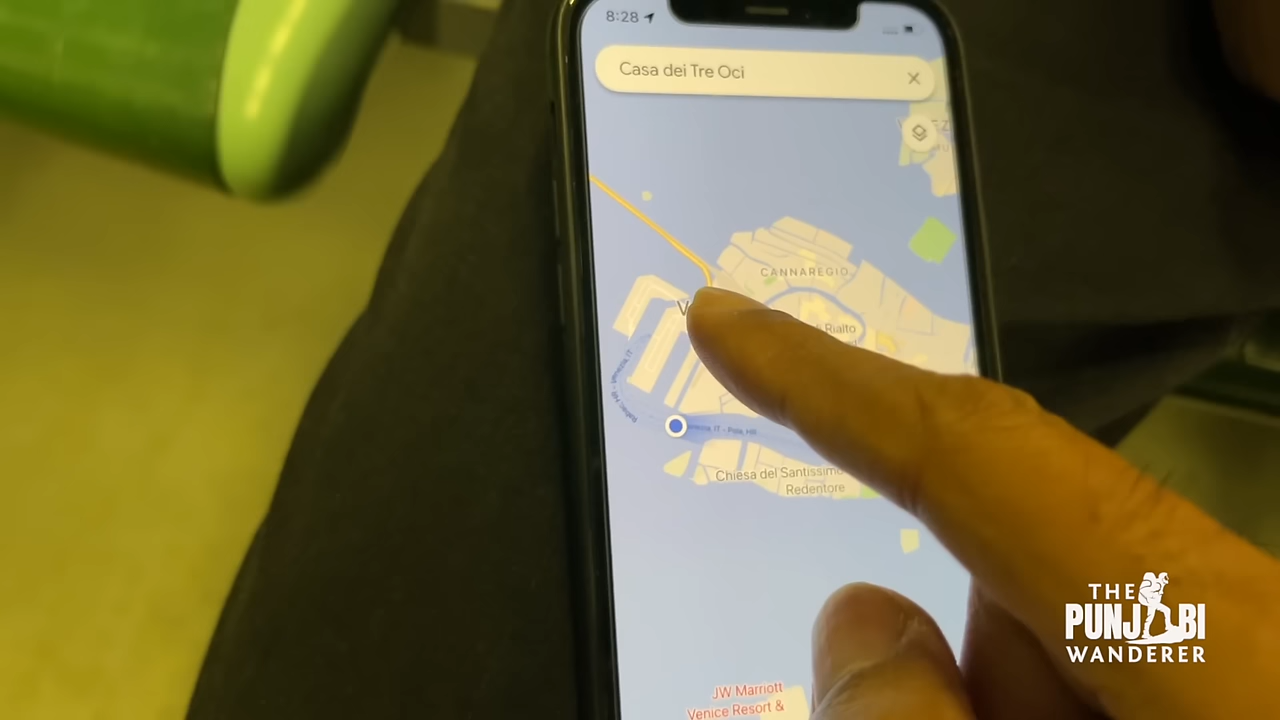 8:28
Casa dei Tre Oci
CANNAREGIO
Rialto
Chiesa del Santissimo
Redentore
JW Marriott
Venice Resort &
THE
PUNJABI
WANDERER